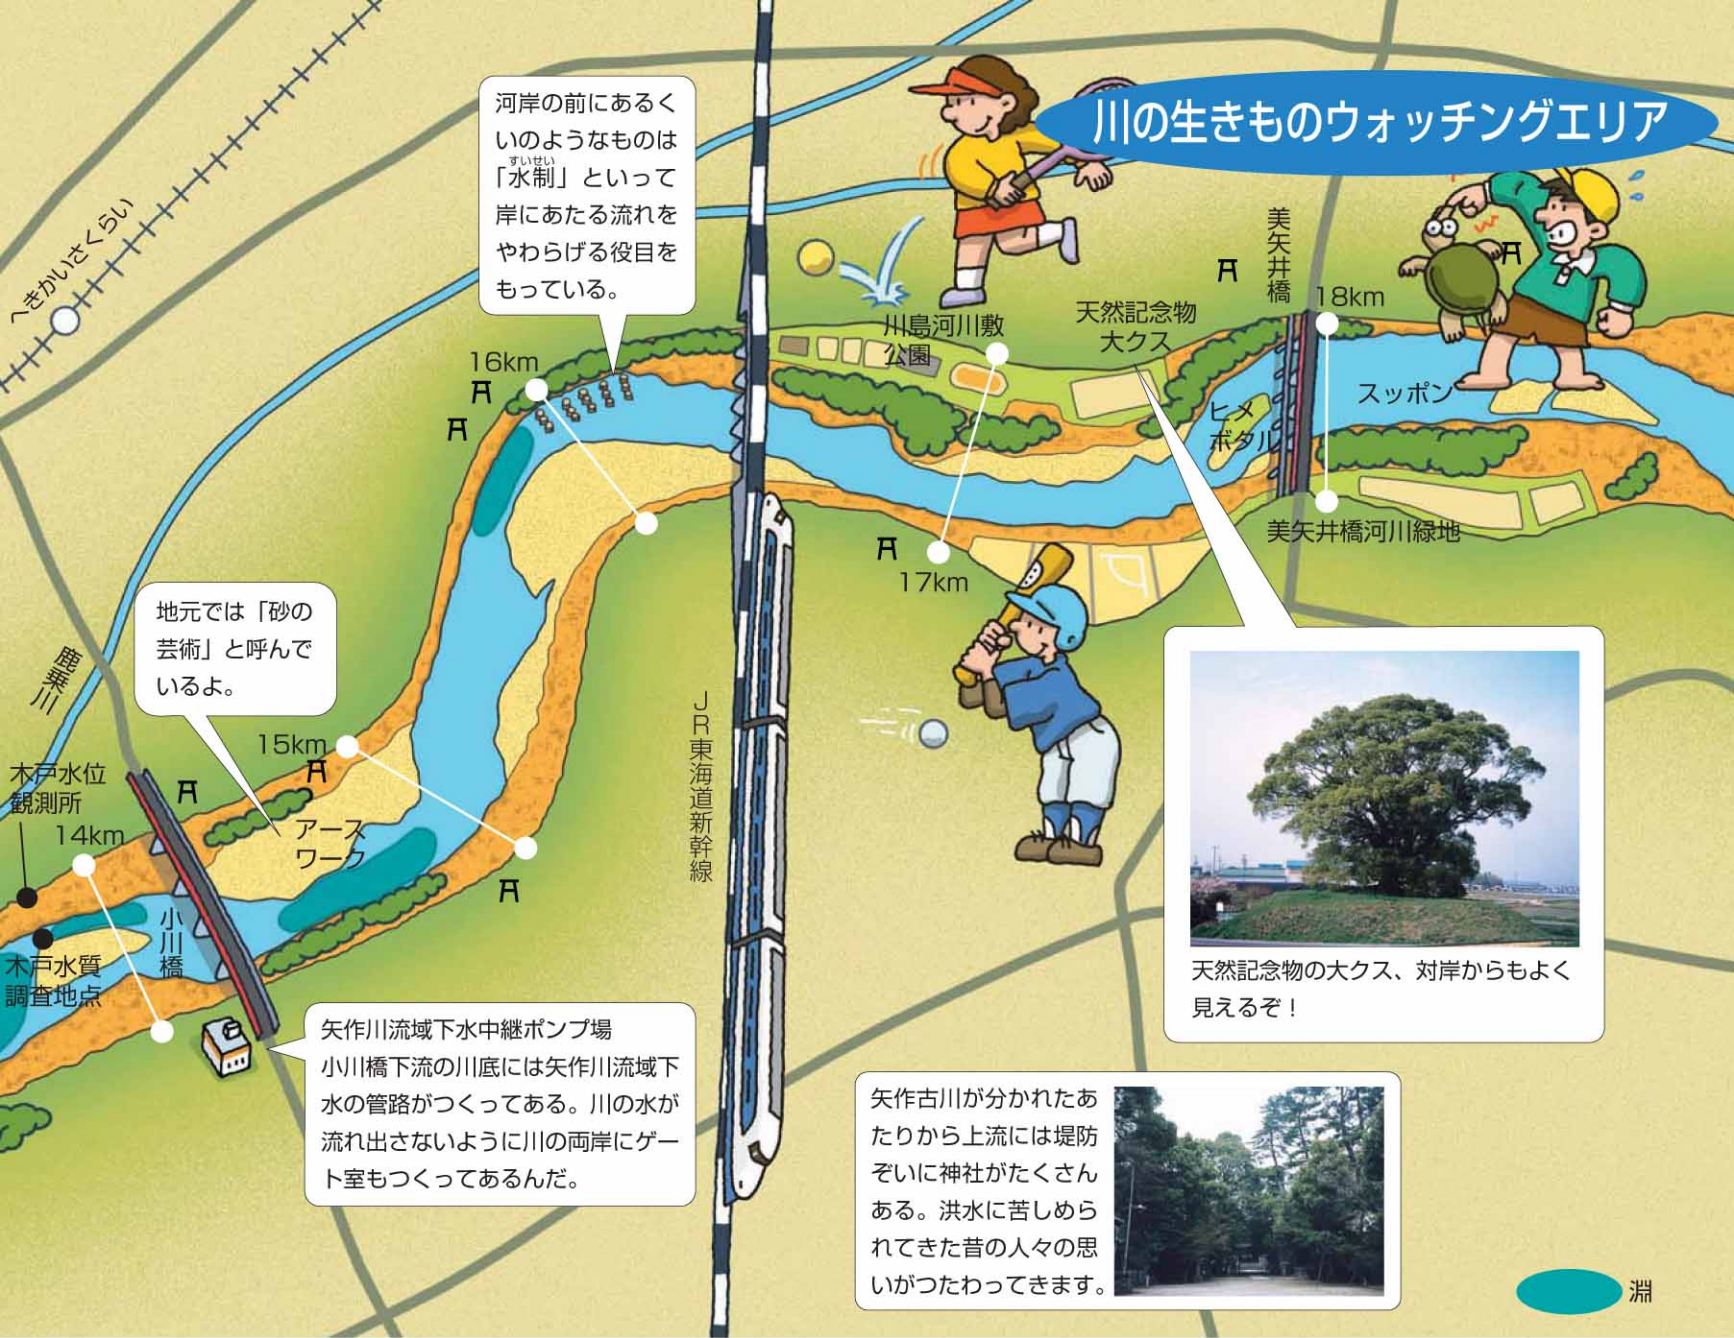 川の生きものウォッチングエリア
河岸の前にあるく
いのようなものは
すいせい
「水制」といって
岸にあたる流れを
やわらげる役目を
もっている。
へきかいさくらい
16km
川島河川敷
公園
天然記念物
大クス
美矢井橋
18km
スッポン
ヒメ
ボタル
美矢井橋河川緑地
17km
地元では「砂の
芸術」と呼んで
いるよ。
鹿乗川
15km
木戸水位
観測所
14km
アース
ワーク
小川橋
木戸水質
調査地点
JR東海道新幹線
矢作川流域下水中継ポンプ場
小川橋下流の川底には矢作川流域下
水の管路がつくってある。川の水が
流れ出さないように川の両岸にゲー
ト室もつくってあるんだ。
天然記念物の大クス、対岸からもよく
見えるぞ！
矢作古川が分かれたあ
たりから上流には堤防
ぞいに神社がたくさん
ある。洪水に苦しめら
れてきた昔の人々の思
いがつたわってきます。
淵